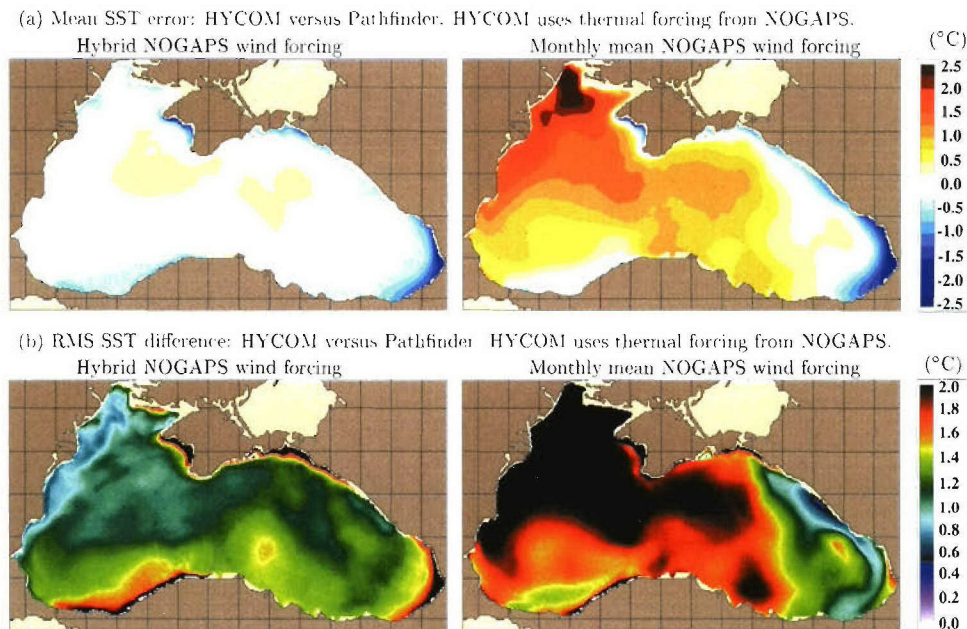 (a) Mean SST error: HYCOM versus Pathfinder. HYCOM uses thermal forcing from NOGAPS.
Hybrid NOGAPS wind forcing
Monthly mean NOGAPS wind forcing
(°C)
2.5
2.0
1.5
1.0
0.5
0.0
-0.5
-1.0
-1.5
-2.0
-2.5
(b) RMS SST difference: HYCOM versus Pathfinder HYCOM uses thermal forcing from NOGAPS.
Hybrid NOGAPS wind forcing
Monthly mean NOGAPS wind forcing
(°C)
2.0
1.8
1.6
1.4
1.2
1.0
0.8
0.6
0.4
0.2
0.0